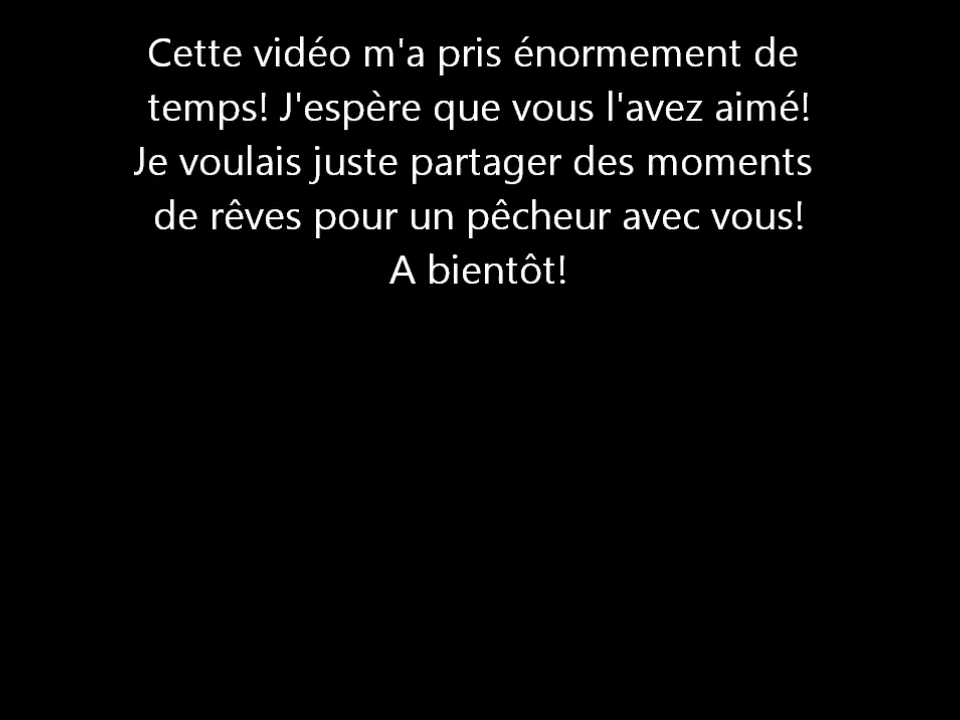 Cette vidéo m'a pris énormement de
temps! J'espère que vous l'avez aimé!
Je voulais juste partager des moments
de rêves pour un pêcheur avec vous!
A bientôt!